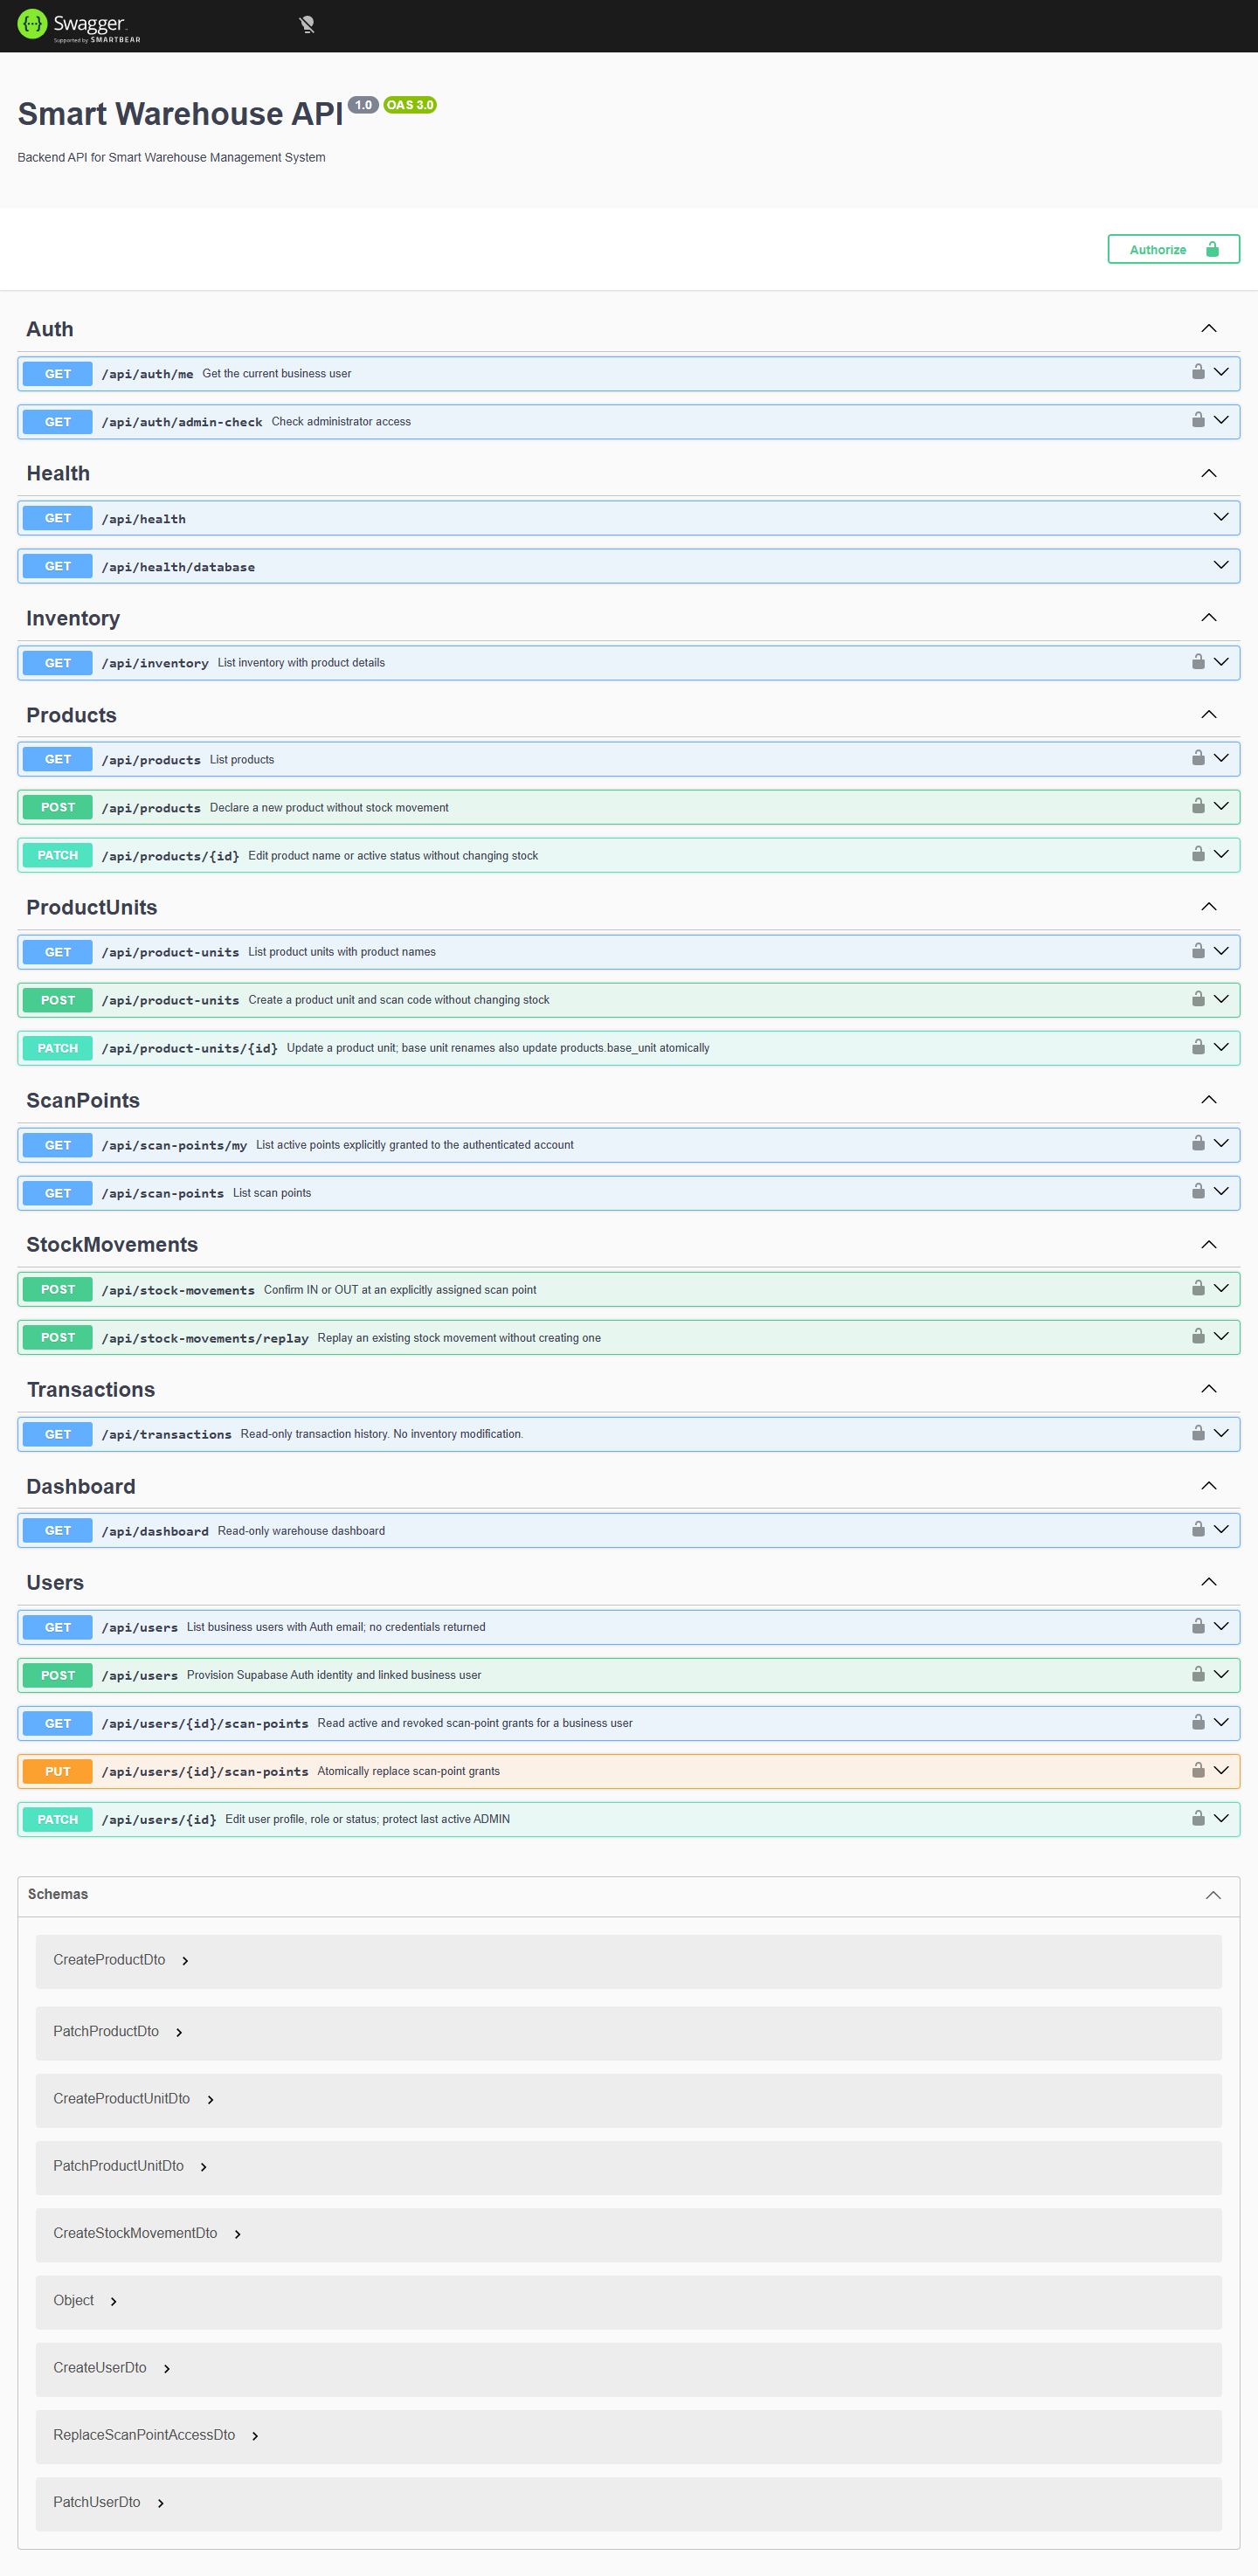 Swagger
Supported by SMARTBEAR
Smart Warehouse API 1.0 OAS 3.0
Backend API for Smart Warehouse Management System
Authorize
Auth
GET /api/auth/me Get the current business user
GET /api/auth/admin-check Check administrator access
Health
GET /api/health
GET /api/health/database
Inventory
GET /api/inventory List inventory with product details
Products
GET /api/products List products
POST /api/products Declare a new product without stock movement
PATCH /api/products/{id} Edit product name or active status without changing stock
ProductUnits
GET /api/product-units List product units with product names
POST /api/product-units Create a product unit and scan code without changing stock
PATCH /api/product-units/{id} Update a product unit; base unit renames also update products.base_unit atomically
ScanPoints
GET /api/scan-points/my List active points explicitly granted to the authenticated account
GET /api/scan-points List scan points
StockMovements
POST /api/stock-movements Confirm IN or OUT at an explicitly assigned scan point
POST /api/stock-movements/replay Replay an existing stock movement without creating one
Transactions
GET /api/transactions Read-only transaction history. No inventory modification.
Dashboard
GET /api/dashboard Read-only warehouse dashboard
Users
GET /api/users List business users with Auth email; no credentials returned
POST /api/users Provision Supabase Auth identity and linked business user
GET /api/users/{id}/scan-points Read active and revoked scan-point grants for a business user
PUT /api/users/{id}/scan-points Atomically replace scan-point grants
PATCH /api/users/{id} Edit user profile, role or status; protect last active ADMIN
Schemas
CreateProductDto
PatchProductDto
CreateProductUnitDto
PatchProductUnitDto
CreateStockMovementDto
Object
CreateUserDto
ReplaceScanPointAccessDto
PatchUserDto